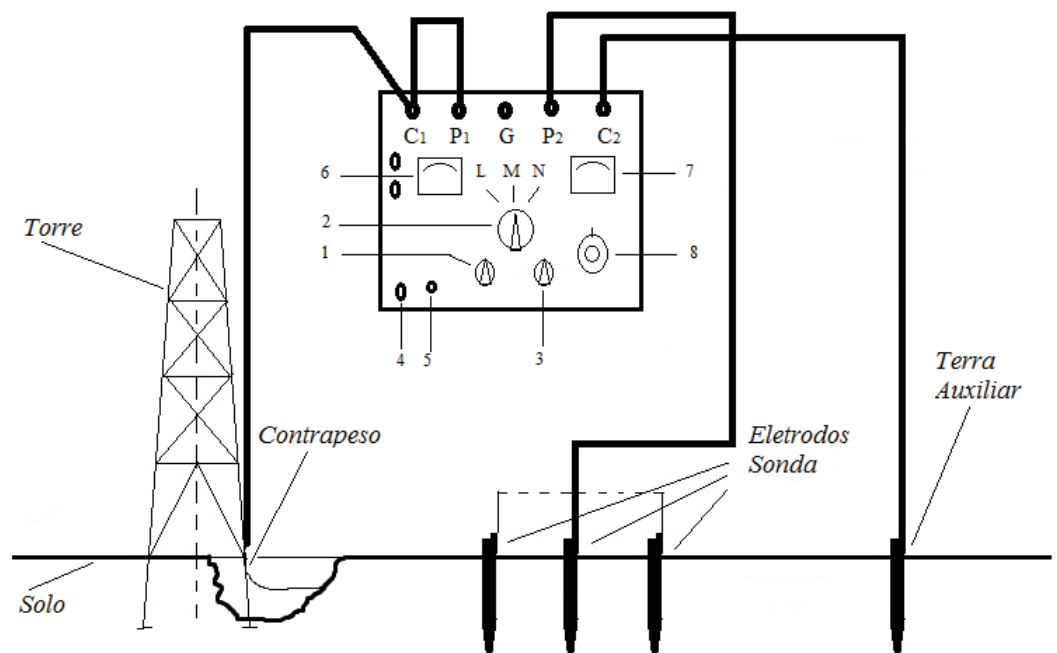 C1 P1 G P2 C2
6
L M N
7
2
1
8
4
5
3
Torre
Contrapeso
Eletrodos
Sonda
Terra
Auxiliar
Solo